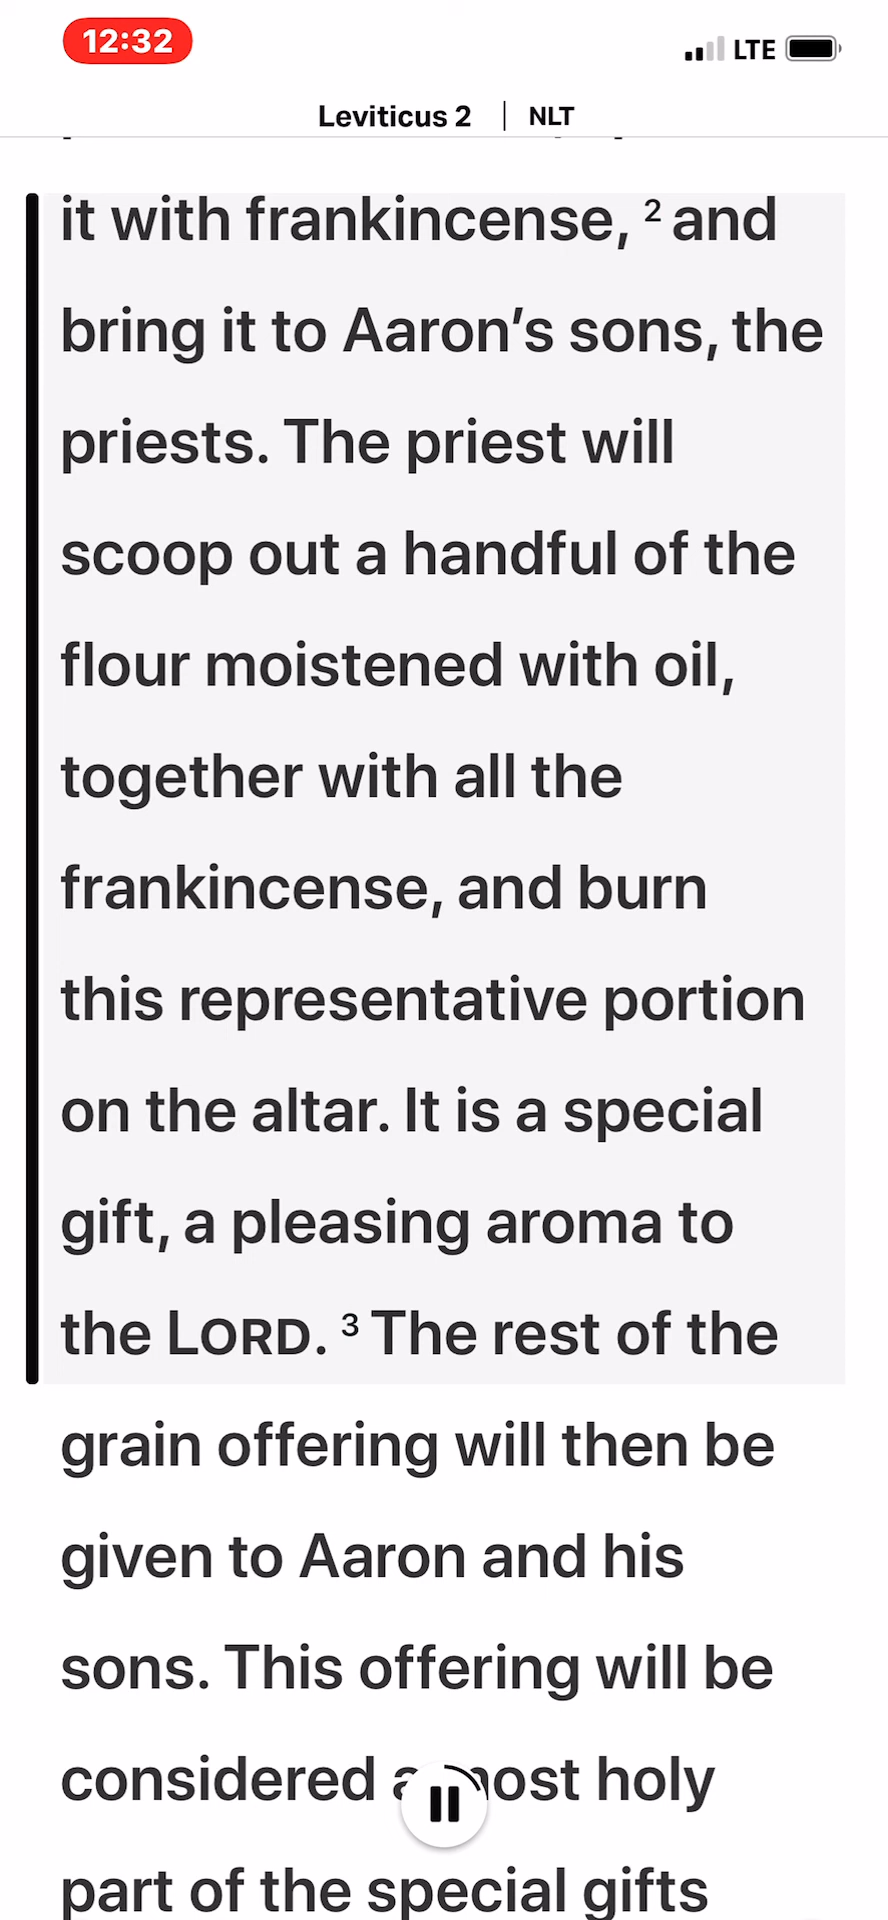 12:32
LTE
Leviticus 2 | NLT
it with frankincense, 2 and
bring it to Aaron’s sons, the
priests. The priest will
scoop out a handful of the
flour moistened with oil,
together with all the
frankincense, and burn
this representative portion
on the altar. It is a special
gift, a pleasing aroma to
the LORD. 3 The rest of the
grain offering will then be
given to Aaron and his
sons. This offering will be
considered a most holy
part of the special gifts